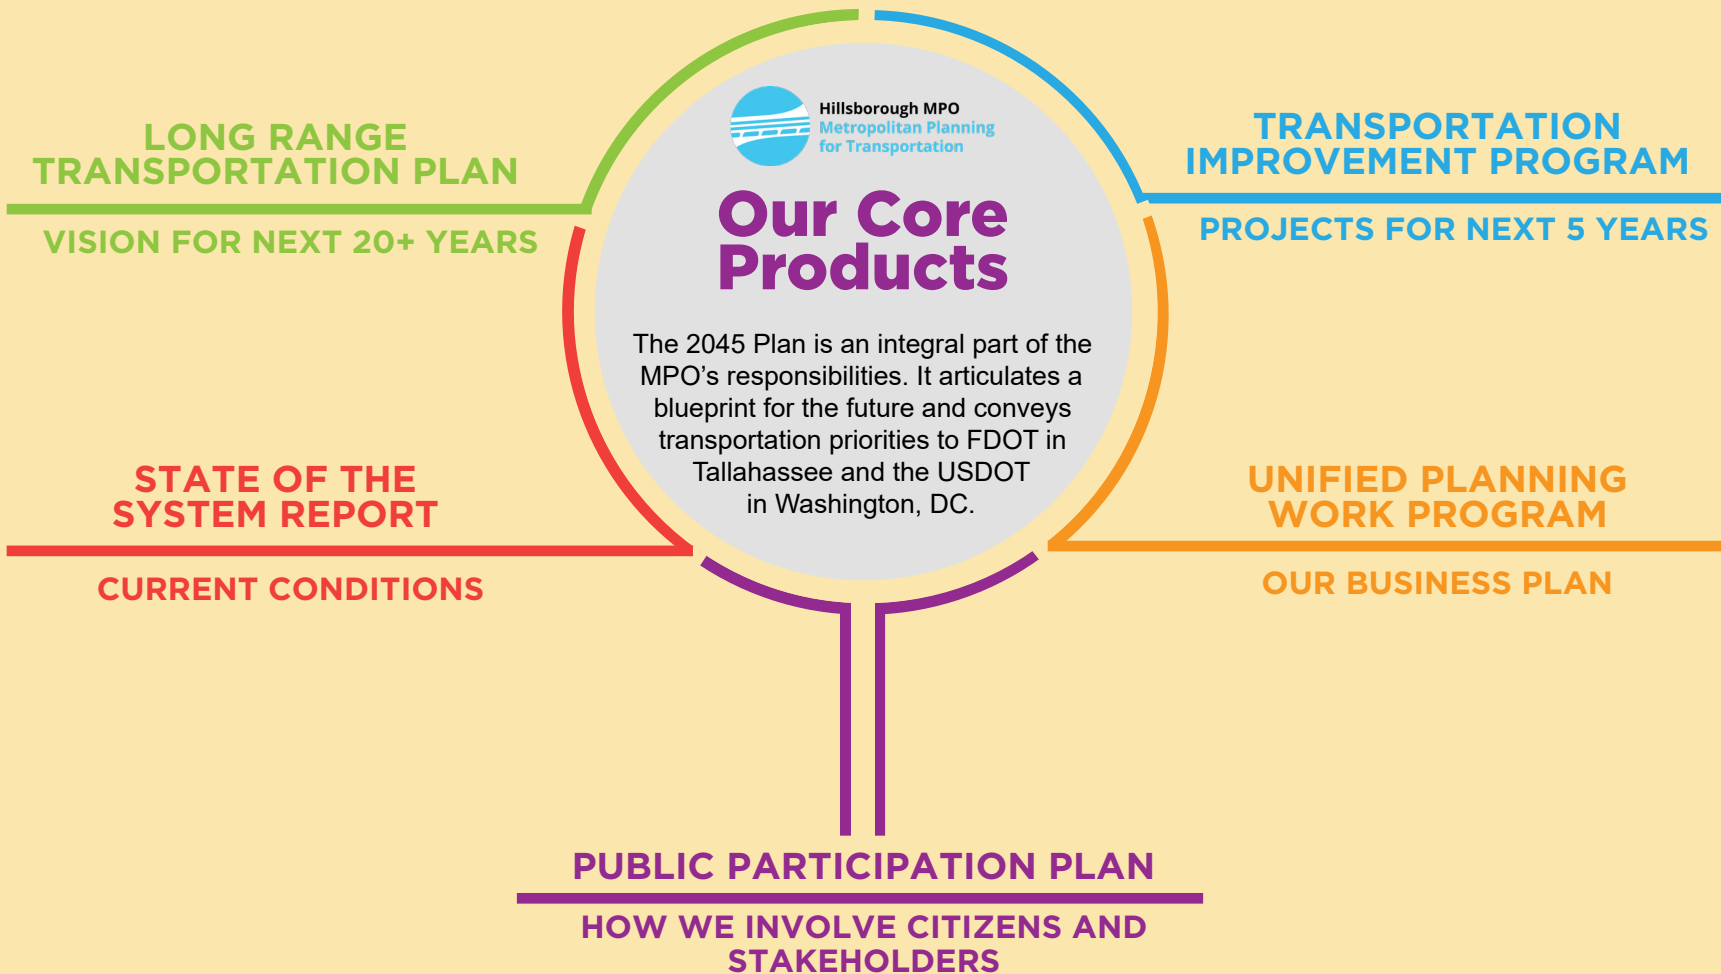 Hillsborough MPO
Metropolitan Planning
for Transportation
Our Core
Products
The 2045 Plan is an integral part of the
MPO’s responsibilities. It articulates a
blueprint for the future and conveys
transportation priorities to FDOT in
Tallahassee and the USDOT
in Washington, DC.
LONG RANGE
TRANSPORTATION PLAN
VISION FOR NEXT 20+ YEARS
TRANSPORTATION
IMPROVEMENT PROGRAM
PROJECTS FOR NEXT 5 YEARS
STATE OF THE
SYSTEM REPORT
CURRENT CONDITIONS
UNIFIED PLANNING
WORK PROGRAM
OUR BUSINESS PLAN
PUBLIC PARTICIPATION PLAN
HOW WE INVOLVE CITIZENS AND
STAKEHOLDERS